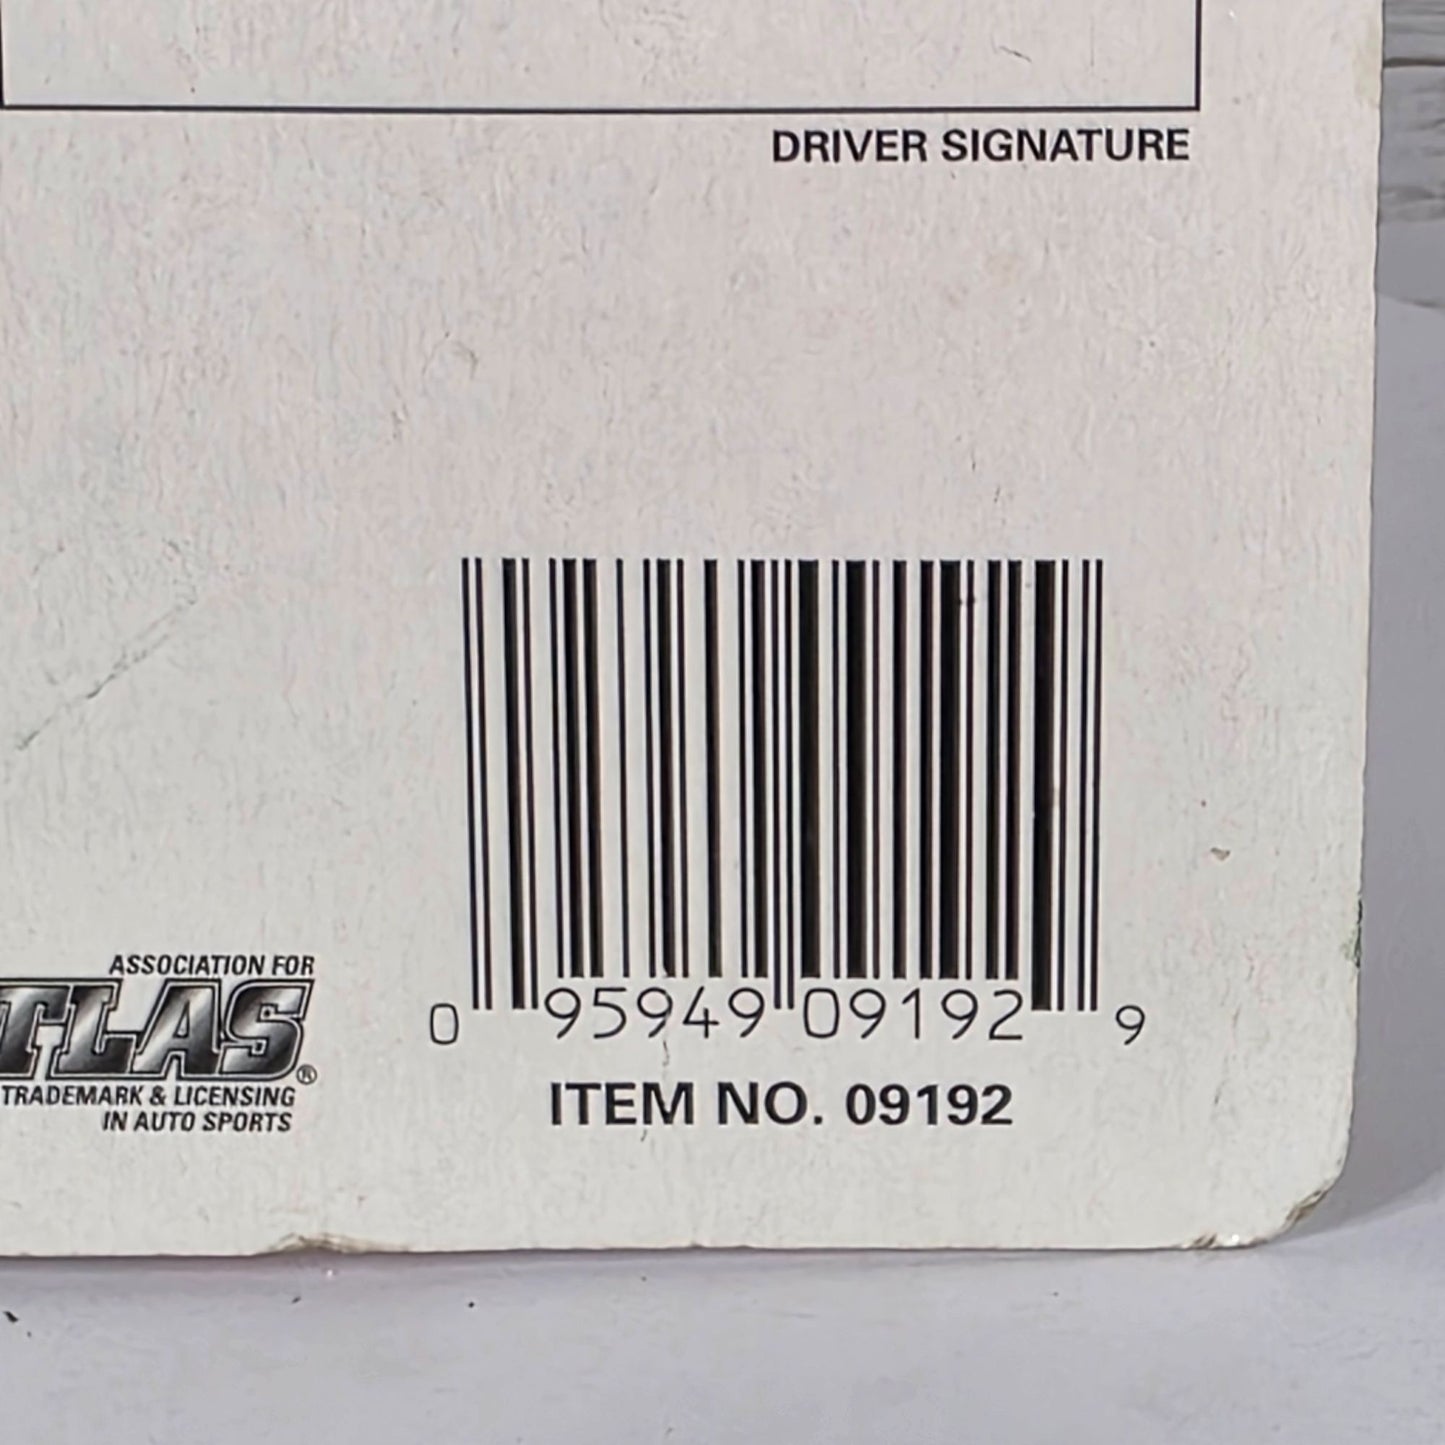 DRIVER SIGNATURE
0 95949 09192 9
ITEM NO. 09192
ASSOCIATION FOR
TLAS®
TRADEMARK & LICENSING
IN AUTO SPORTS